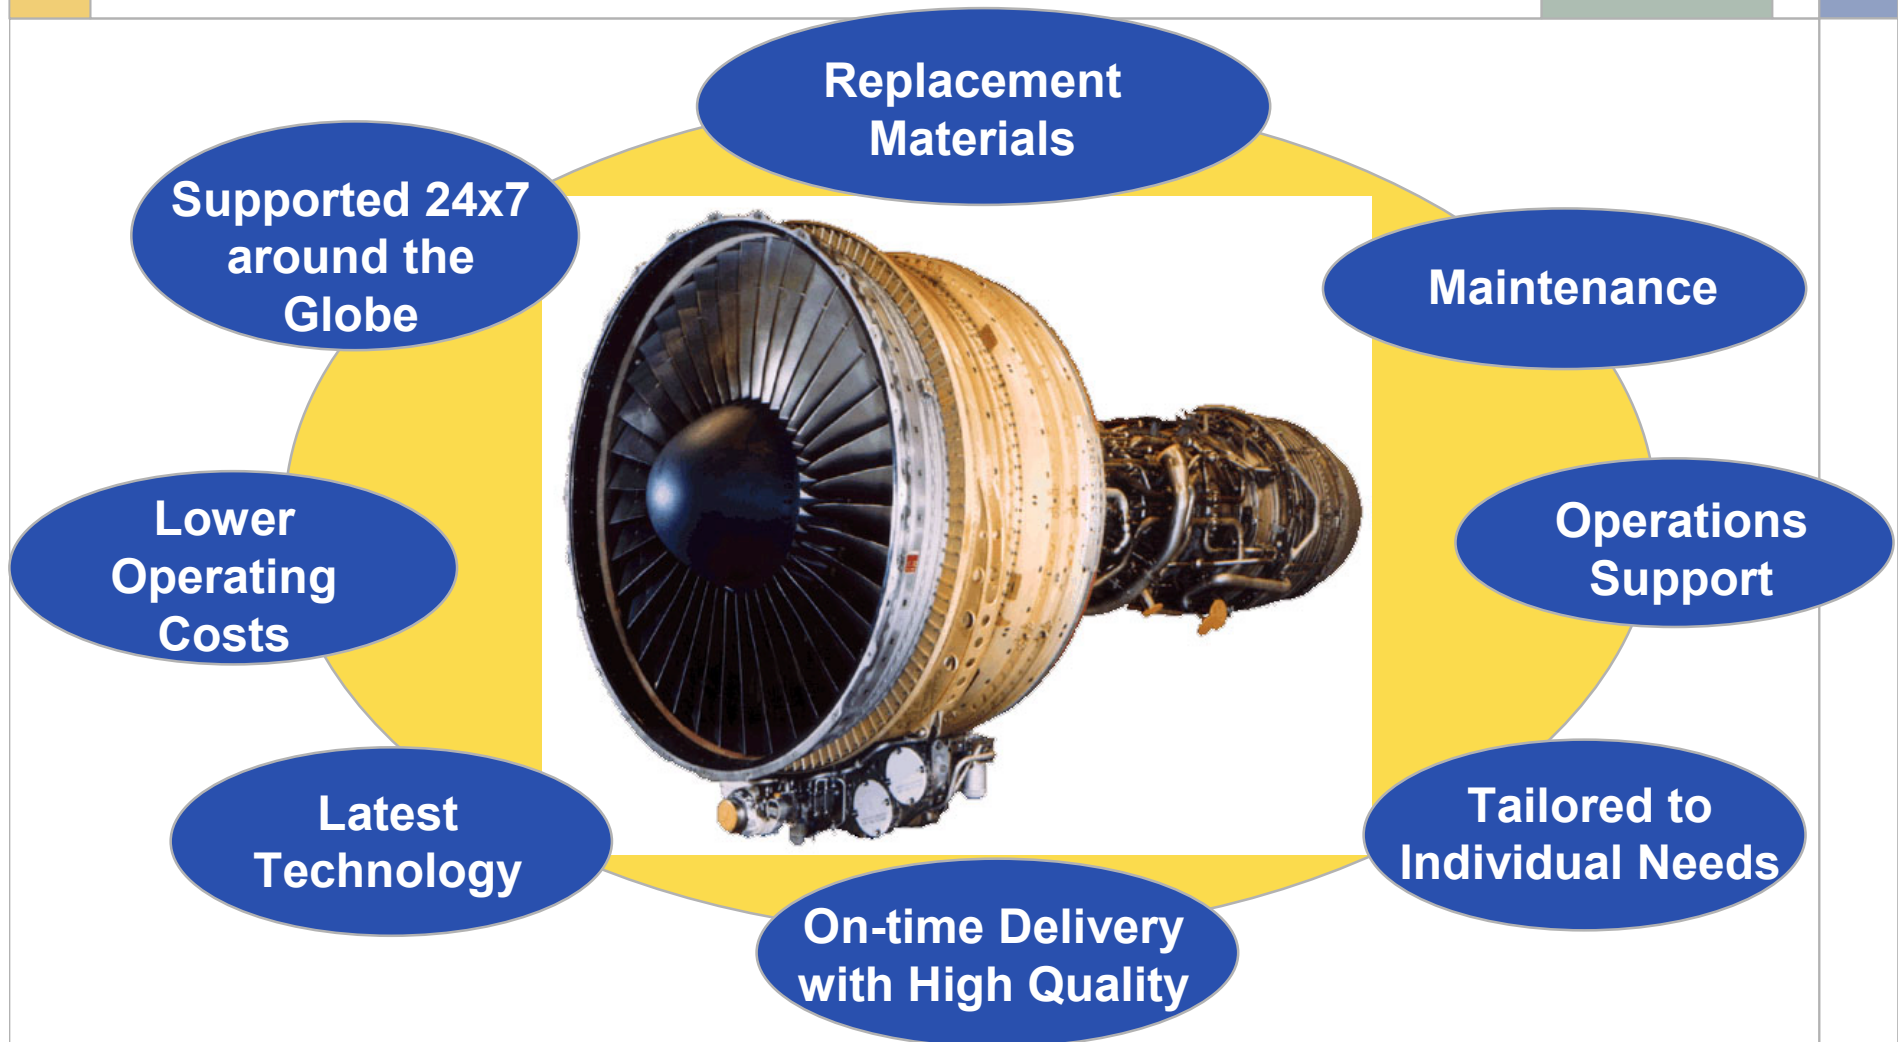 Replacement
Materials
Supported 24x7
around the
Globe
Maintenance
Lower
Operating
Costs
Operations
Support
Latest
Technology
Tailored to
Individual Needs
On-time Delivery
with High Quality